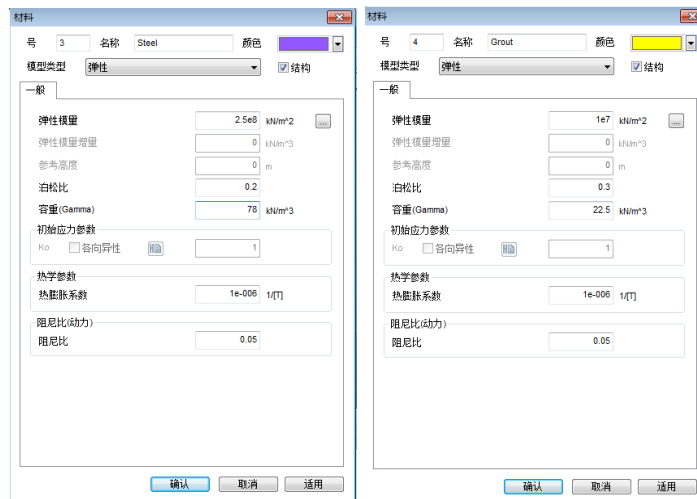 材料
号 3 名称 Steel 颜色
模型类型 弹性 结构
一般
弹性模量 2.5e8 kN/m^2 ...
弹性模量增量 0 kN/m^3
参考高度 0 m
泊松比 0.2
容重(Gamma) 78 kN/m^3
初始应力参数
Ko 各向异性 1
热学参数
热膨胀系数 1e-006 1/[T]
阻尼比(动力)
阻尼比 0.05
确认 取消 适用
材料
号 4 名称 Grout 颜色
模型类型 弹性 结构
一般
弹性模量 1e7 kN/m^2 ...
弹性模量增量 0 kN/m^3
参考高度 0 m
泊松比 0.3
容重(Gamma) 22.5 kN/m^3
初始应力参数
Ko 各向异性 1
热学参数
热膨胀系数 1e-006 1/[T]
阻尼比(动力)
阻尼比 0.05
确认 取消 适用